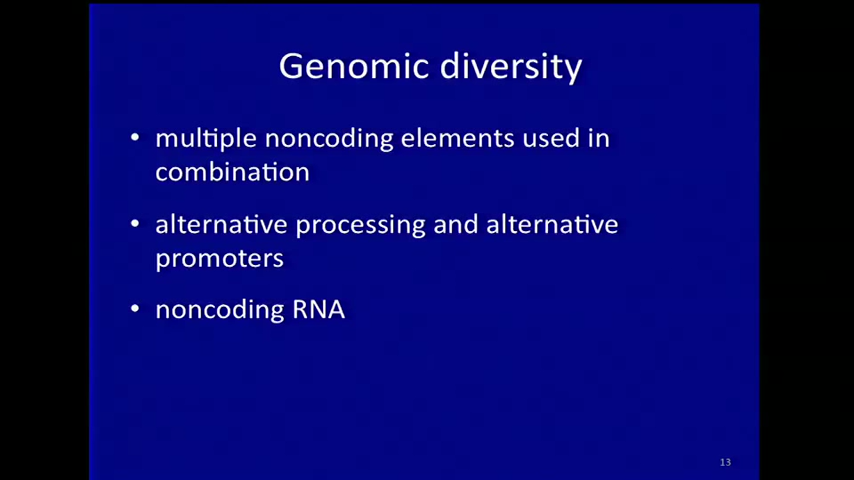 Genomic diversity
• multiple noncoding elements used in
combination
• alternative processing and alternative
promoters
• noncoding RNA
13